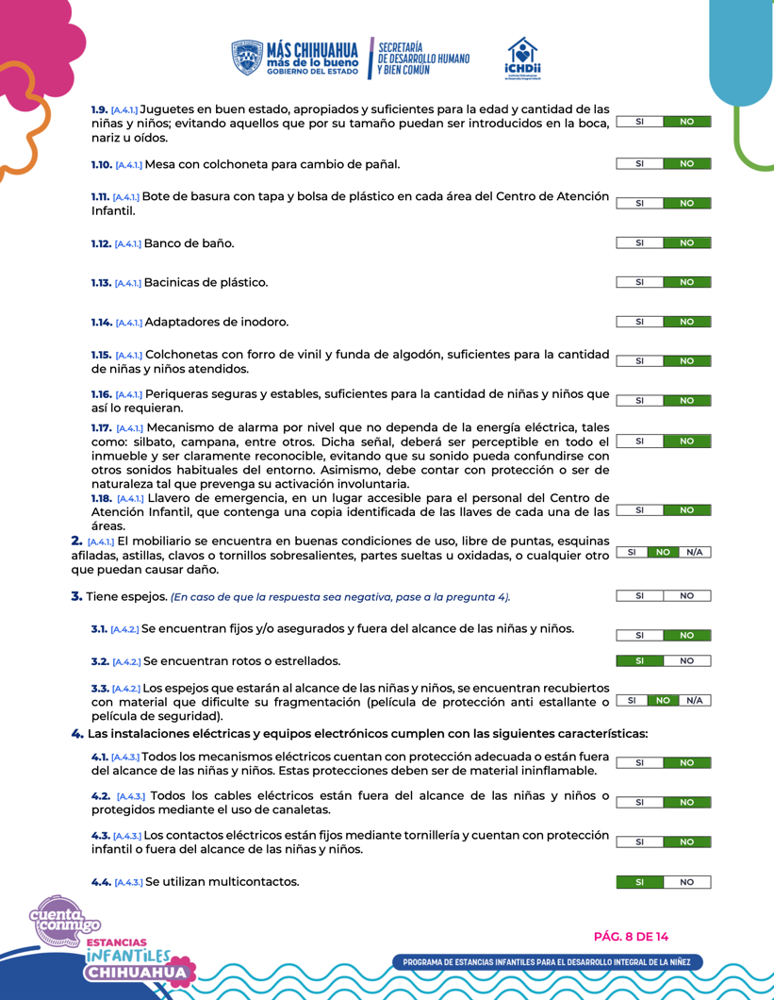 MÁS CHIHUAHUA
más de lo bueno
GOBIERNO DEL ESTADO
SECRETARÍA
DE DESARROLLO HUMANO
Y BIEN COMÚN
iCHDii
1.9. [A.4.1.] Juguetes en buen estado, apropiados y suficientes para la edad y cantidad de las
niñas y niños; evitando aquellos que por su tamaño puedan ser introducidos en la boca,
nariz u oídos.
SI NO
1.10. [A.4.1.] Mesa con colchoneta para cambio de pañal.
SI NO
1.11. [A.4.1.] Bote de basura con tapa y bolsa de plástico en cada área del Centro de Atención
Infantil.
SI NO
1.12. [A.4.1.] Banco de baño.
SI NO
1.13. [A.4.1.] Bacinicas de plástico.
SI NO
1.14. [A.4.1.] Adaptadores de inodoro.
SI NO
1.15. [A.4.1.] Colchonetas con forro de vinil y funda de algodón, suficientes para la cantidad
de niñas y niños atendidos.
SI NO
1.16. [A.4.1.] Periqueras seguras y estables, suficientes para la cantidad de niñas y niños que
así lo requieran.
SI NO
1.17. [A.4.1.] Mecanismo de alarma por nivel que no dependa de la energía eléctrica, tales
como: silbato, campana, entre otros. Dicha señal, deberá ser perceptible en todo el
inmueble y ser claramente reconocible, evitando que su sonido pueda confundirse con
otros sonidos habituales del entorno. Asimismo, debe contar con protección o ser de
naturaleza tal que prevenga su activación involuntaria.
SI NO
1.18. [A.4.1.] Llavero de emergencia, en un lugar accesible para el personal del Centro de
Atención Infantil, que contenga una copia identificada de las llaves de cada una de las
áreas.
SI NO
2. [A.4.1.] El mobiliario se encuentra en buenas condiciones de uso, libre de puntas, esquinas
afiladas, astillas, clavos o tornillos sobresalientes, partes sueltas u oxidadas, o cualquier otro
que puedan causar daño.
SI NO N/A
3. Tiene espejos. (En caso de que la respuesta sea negativa, pase a la pregunta 4).
SI NO
3.1. [A.4.2.] Se encuentran fijos y/o asegurados y fuera del alcance de las niñas y niños.
SI NO
3.2. [A.4.2.] Se encuentran rotos o estrellados.
SI NO
3.3. [A.4.2.] Los espejos que estarán al alcance de las niñas y niños, se encuentran recubiertos
con material que dificulte su fragmentación (película de protección anti estallante o
película de seguridad).
SI NO N/A
4. Las instalaciones eléctricas y equipos electrónicos cumplen con las siguientes características:
4.1. [A.4.3.] Todos los mecanismos eléctricos cuentan con protección adecuada o están fuera
del alcance de las niñas y niños. Estas protecciones deben ser de material ininflamable.
SI NO
4.2. [A.4.3.] Todos los cables eléctricos están fuera del alcance de las niñas y niños o
protegidos mediante el uso de canaletas.
SI NO
4.3. [A.4.3.] Los contactos eléctricos están fijos mediante tornillería y cuentan con protección
infantil o fuera del alcance de las niñas y niños.
SI NO
4.4. [A.4.3.] Se utilizan multicontactos.
SI NO
cuenta
conmigo
ESTANCIAS
iNFANTiLES
CHIHUAHUA
PÁG. 8 DE 14
PROGRAMA DE ESTANCIAS INFANTILES PARA EL DESARROLLO INTEGRAL DE LA NIÑEZ